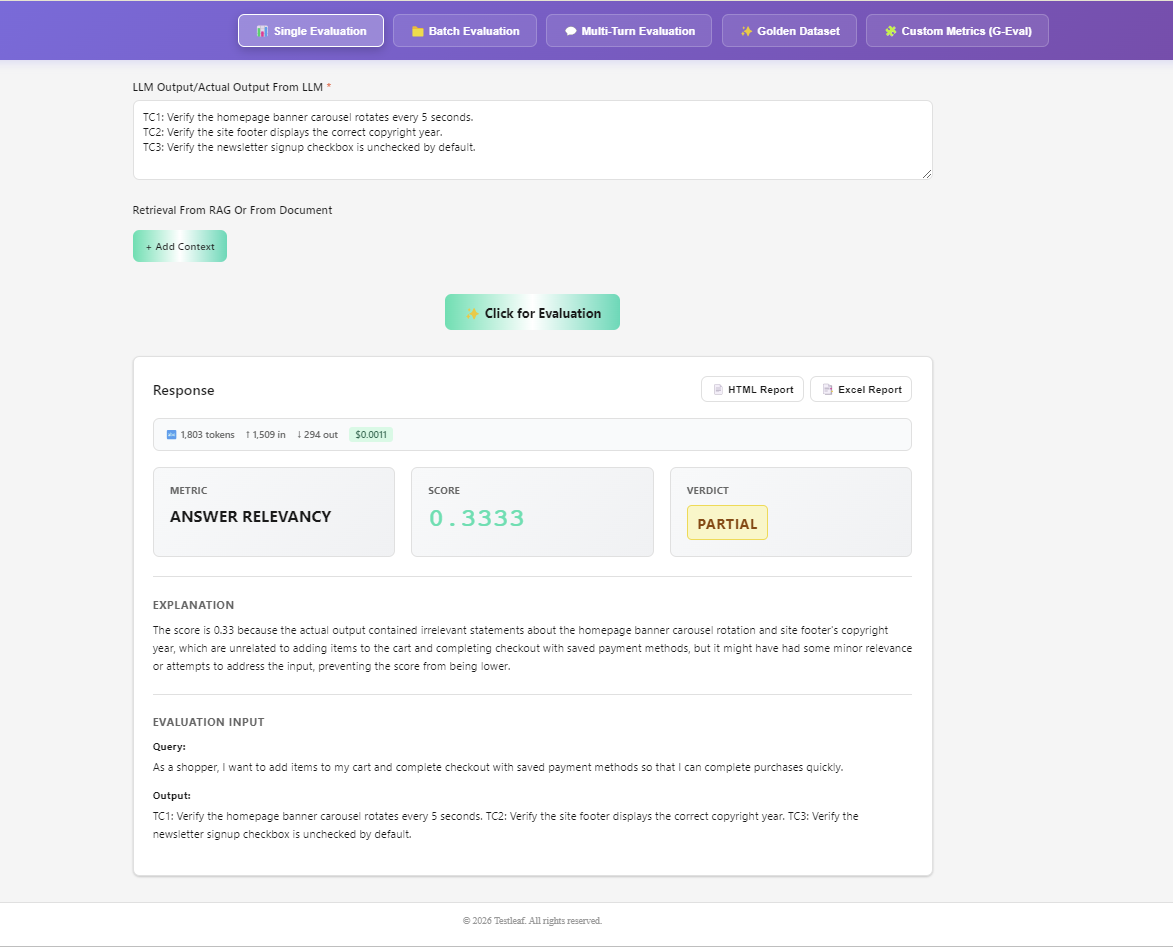 📊 Single Evaluation
📁 Batch Evaluation
💬 Multi-Turn Evaluation
✨ Golden Dataset
🧩 Custom Metrics (G-Eval)
LLM Output/Actual Output From LLM *
TC1: Verify the homepage banner carousel rotates every 5 seconds.
TC2: Verify the site footer displays the correct copyright year.
TC3: Verify the newsletter signup checkbox is unchecked by default.
Retrieval From RAG Or From Document
+ Add Context
✨ Click for Evaluation
Response
HTML Report
Excel Report
1,803 tokens ↑ 1,509 in ↓ 294 out $0.0011
METRIC
ANSWER RELEVANCY
SCORE
0.3333
VERDICT
PARTIAL
EXPLANATION
The score is 0.33 because the actual output contained irrelevant statements about the homepage banner carousel rotation and site footer's copyright
year, which are unrelated to adding items to the cart and completing checkout with saved payment methods, but it might have had some minor relevance
or attempts to address the input, preventing the score from being lower.
EVALUATION INPUT
Query:
As a shopper, I want to add items to my cart and complete checkout with saved payment methods so that I can complete purchases quickly.
Output:
TC1: Verify the homepage banner carousel rotates every 5 seconds. TC2: Verify the site footer displays the correct copyright year. TC3: Verify the
newsletter signup checkbox is unchecked by default.
© 2026 Testleaf. All rights reserved.